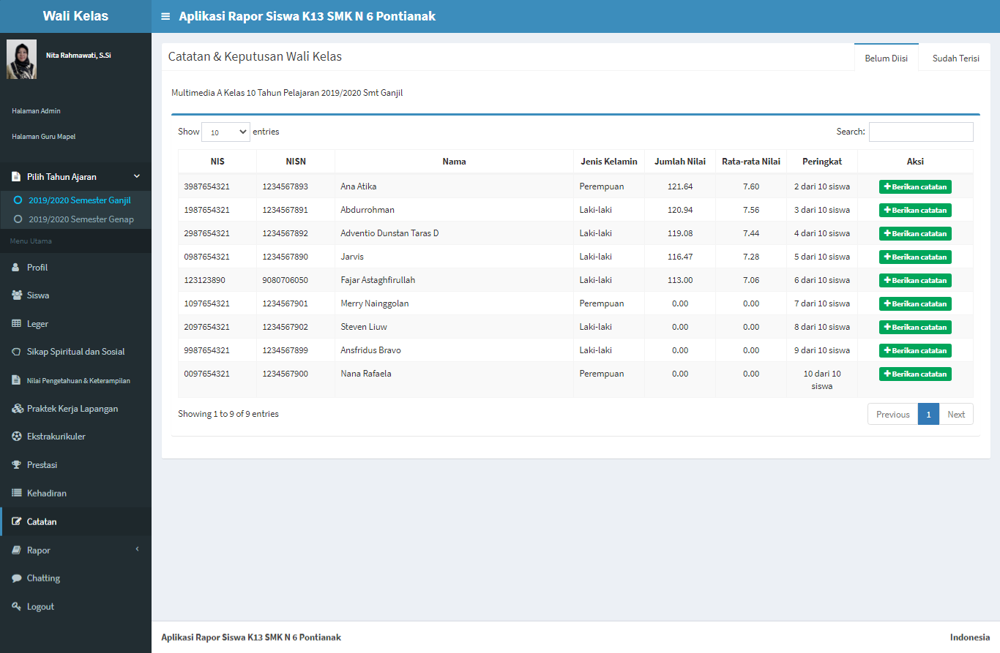 Wali Kelas
Aplikasi Rapor Siswa K13 SMK N 6 Pontianak
Nita Rahmawati, S.Si
Halaman Admin
Halaman Guru Mapel
Pilih Tahun Ajaran
2019/2020 Semester Ganjil
2019/2020 Semester Genap
Menu Utama
Profil
Siswa
Leger
Sikap Spiritual dan Sosial
Nilai Pengetahuan & Keterampilan
Praktek Kerja Lapangan
Ekstrakurikuler
Prestasi
Kehadiran
Catatan
Rapor
Chatting
Logout
Catatan & Keputusan Wali Kelas
Belum Diisi Sudah Terisi
Multimedia A Kelas 10 Tahun Pelajaran 2019/2020 Smt Ganjil
Show 10 entries Search:
NIS NISN Nama Jenis Kelamin Jumlah Nilai Rata-rata Nilai Peringkat Aksi
3987654321 1234567893 Ana Atika Perempuan 121.64 7.60 2 dari 10 siswa Berikan catatan
1987654321 1234567891 Abdurrohman Laki-laki 120.94 7.56 3 dari 10 siswa Berikan catatan
2987654321 1234567892 Adventio Dunstan Taras D Laki-laki 119.08 7.44 4 dari 10 siswa Berikan catatan
0987654321 1234567890 Jarvis Laki-laki 116.47 7.28 5 dari 10 siswa Berikan catatan
123123890 9080706050 Fajar Astaghfirullah Laki-laki 113.00 7.06 6 dari 10 siswa Berikan catatan
1097654321 1234567901 Merry Nainggolan Perempuan 0.00 0.00 7 dari 10 siswa Berikan catatan
2097654321 1234567902 Steven Liuw Laki-laki 0.00 0.00 8 dari 10 siswa Berikan catatan
9987654321 1234567899 Ansfridus Bravo Laki-laki 0.00 0.00 9 dari 10 siswa Berikan catatan
0097654321 1234567900 Nana Rafaela Perempuan 0.00 0.00 10 dari 10 Berikan catatan
siswa
Showing 1 to 9 of 9 entries Previous 1 Next
Aplikasi Rapor Siswa K13 SMK N 6 Pontianak Indonesia